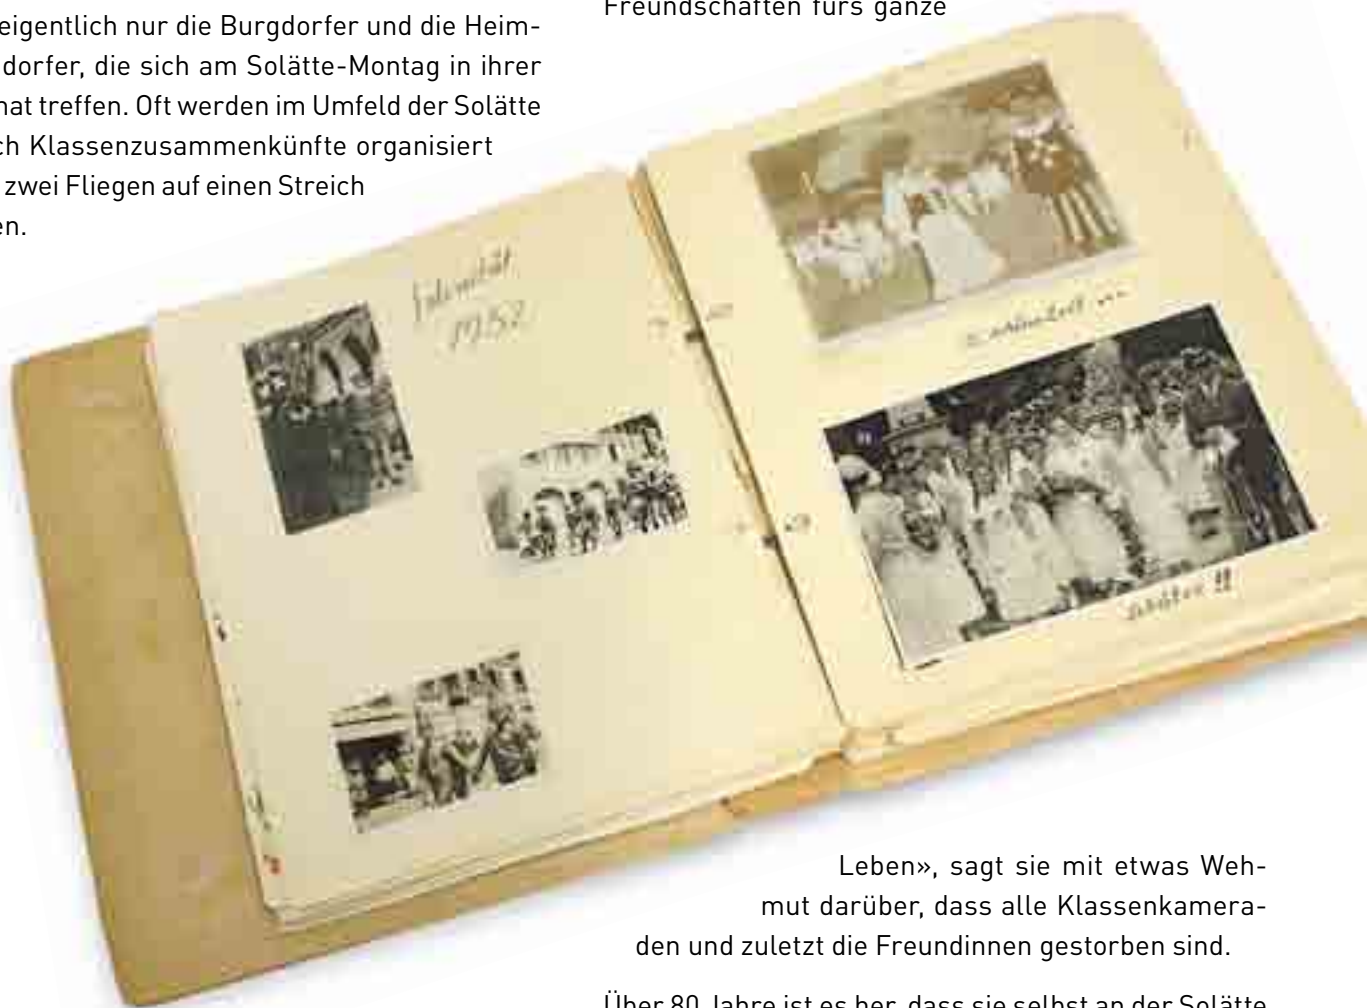 eigentlich nur die Burgdorfer und die Heim-
dorfer, die sich am Solätte-Montag in ihrer
at treffen. Oft werden im Umfeld der Solätte
ch Klassenzusammenkünfte organisiert
zwei Fliegen auf einen Streich
en.
1952
Freundschaften fürs ganze
Leben», sagt sie mit etwas Weh-
mut darüber, dass alle Klassenkamera-
den und zuletzt die Freundinnen gestorben sind.
Über 80 Jahre ist es her, dass sie selbst an der Solätte